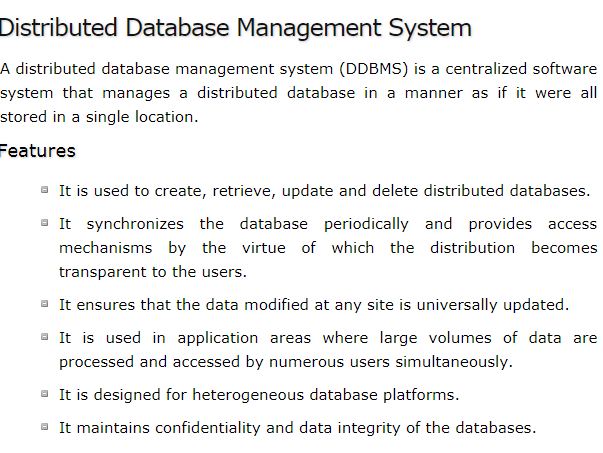 Distributed Database Management System
A distributed database management system (DDBMS) is a centralized software
system that manages a distributed database in a manner as if it were all
stored in a single location.
Features
It is used to create, retrieve, update and delete distributed databases.
It synchronizes the database periodically and provides access
mechanisms by the virtue of which the distribution becomes
transparent to the users.
It ensures that the data modified at any site is universally updated.
It is used in application areas where large volumes of data are
processed and accessed by numerous users simultaneously.
It is designed for heterogeneous database platforms.
It maintains confidentiality and data integrity of the databases.